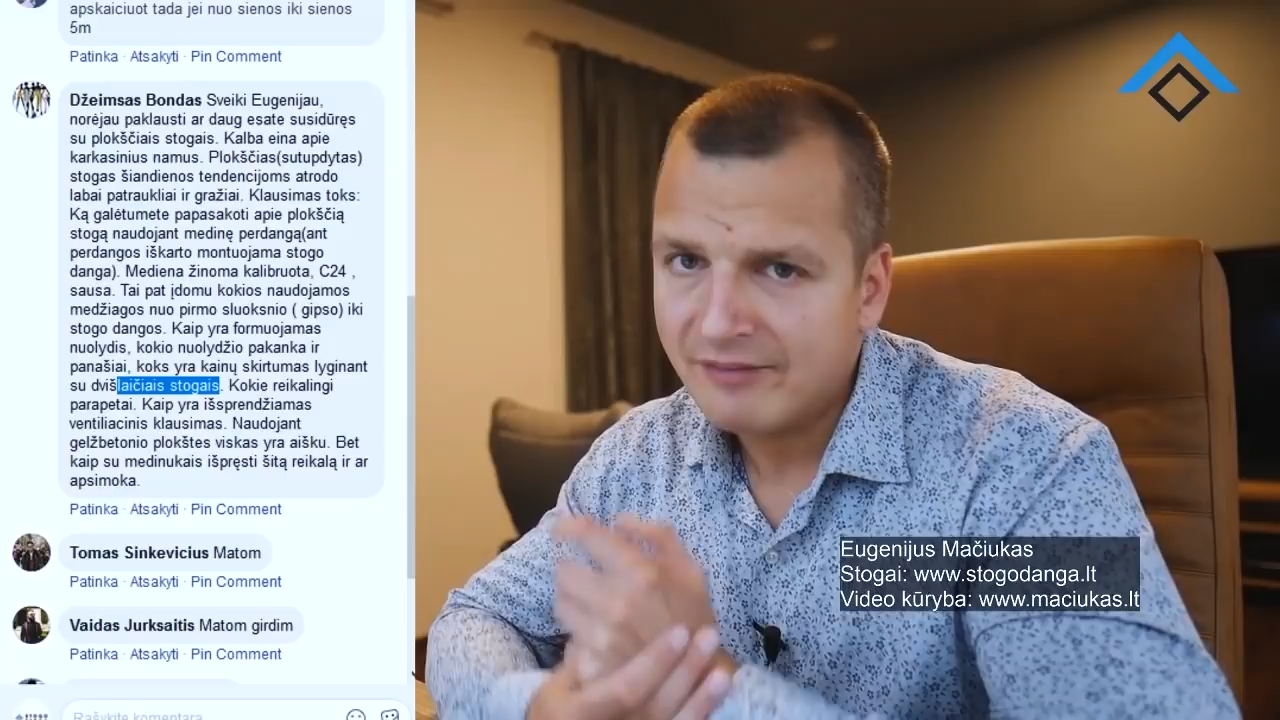 apskaiciuot tada jei nuo sienos iki sienos
5m
Patinka · Atsakyti · Pin Comment
Džeimsas Bondas Sveiki Eugenijau,
norėjau paklausti ar daug esate susidūręs
su plokščiais stogais. Kalba eina apie
karkasinius namus. Plokščias(sutupdytas)
stogas šiandienos tendencijoms atrodo
labai patraukliai ir gražiai. Klausimas toks:
Ką galėtumete papasakoti apie plokščią
stogą naudojant medinę perdangą(ant
perdangos iškarto montuojama stogo
danga). Mediena žinoma kalibruota, C24 ,
sausa. Tai pat įdomu kokios naudojamos
medžiagos nuo pirmo sluoksnio ( gipso) iki
stogo dangos. Kaip yra formuojamas
nuolydis, kokio nuolydžio pakanka ir
panašiai, koks yra kainų skirtumas lyginant
su dvišlaičiais stogais. Kokie reikalingi
parapetai. Kaip yra išsprendžiamas
ventiliacinis klausimas. Naudojant
gelžbetonio plokštes viskas yra aišku. Bet
kaip su medinukais išpręsti šitą reikalą ir ar
apsimoka.
Patinka · Atsakyti · Pin Comment
Tomas Sinkevicius Matom
Patinka · Atsakyti · Pin Comment
Vaidas Jurksaitis Matom girdim
Patinka · Atsakyti · Pin Comment
Rašykite komentarą
Eugenijus Mačiukas
Stogai: www.stogodanga.lt
Video kūryba: www.maciukas.lt